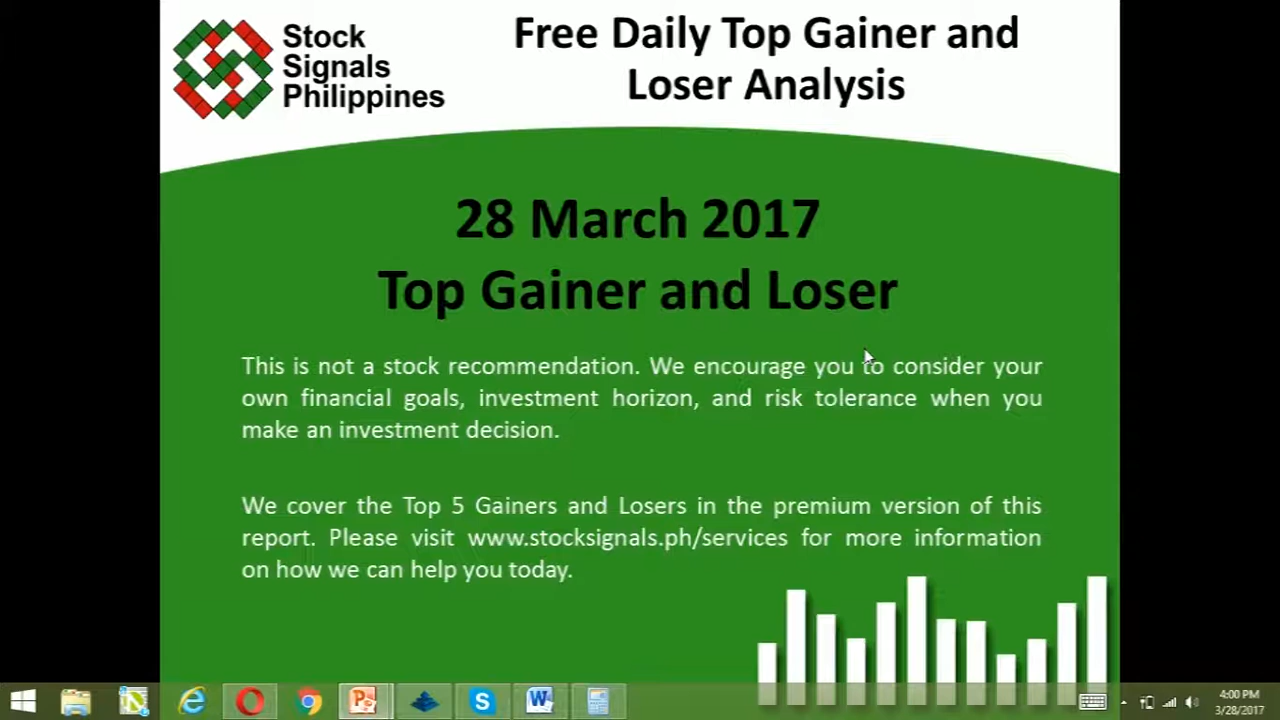 Stock
Signals
Philippines
Free Daily Top Gainer and
Loser Analysis
28 March 2017
Top Gainer and Loser
This is not a stock recommendation. We encourage you to consider your
own financial goals, investment horizon, and risk tolerance when you
make an investment decision.
We cover the Top 5 Gainers and Losers in the premium version of this
report. Please visit www.stocksignals.ph/services for more information
on how we can help you today.
4:00 PM
3/28/2017